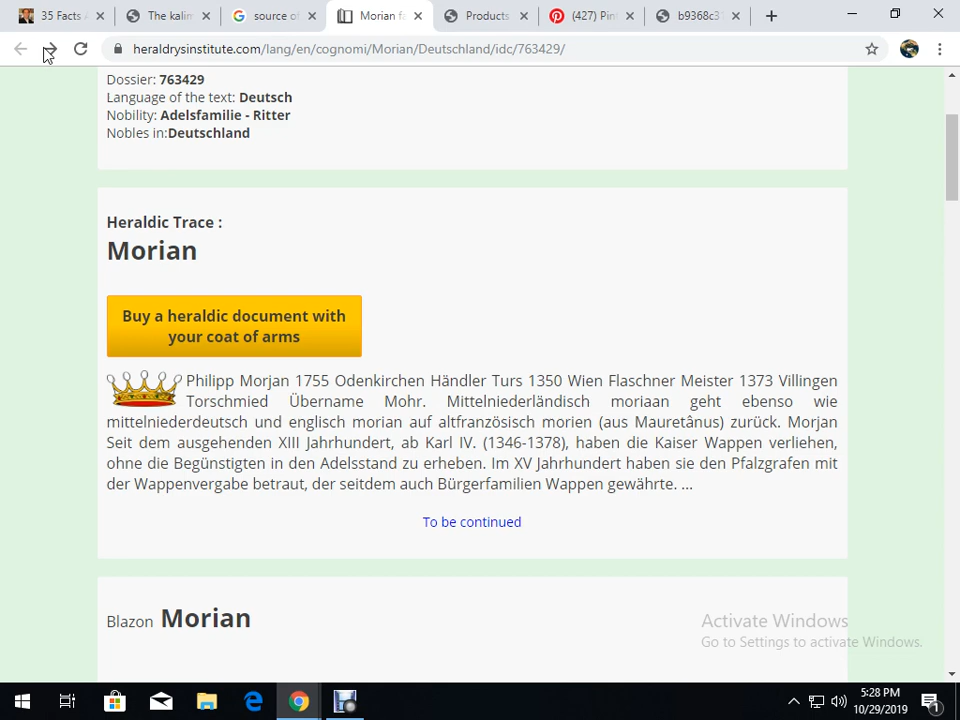 35 Facts A
The kalim
source of
Morian fa
Products
(427) Pin
b9368c31
heraldrysinstitute.com/lang/en/cognomi/Morian/Deutschland/idc/763429/
Dossier: 763429
Language of the text: Deutsch
Nobility: Adelsfamilie - Ritter
Nobles in:Deutschland
Heraldic Trace :
Morian
Buy a heraldic document with
your coat of arms
Philipp Morjan 1755 Odenkirchen Händler Turs 1350 Wien Flaschner Meister 1373 Villingen
Torschmied Übername Mohr. Mittelniederländisch moriaan geht ebenso wie
mittelniederdeutsch und englisch morian auf altfranzösisch morien (aus Mauretânus) zurück. Morjan
Seit dem ausgehenden XIII Jahrhundert, ab Karl IV. (1346-1378), haben die Kaiser Wappen verliehen,
ohne die Begünstigten in den Adelsstand zu erheben. Im XV Jahrhundert haben sie den Pfalzgrafen mit
der Wappenvergabe betraut, der seitdem auch Bürgerfamilien Wappen gewährte. ...
To be continued
Blazon Morian
Activate Windows
Go to Settings to activate Windows.
5:28 PM
10/29/2019
1